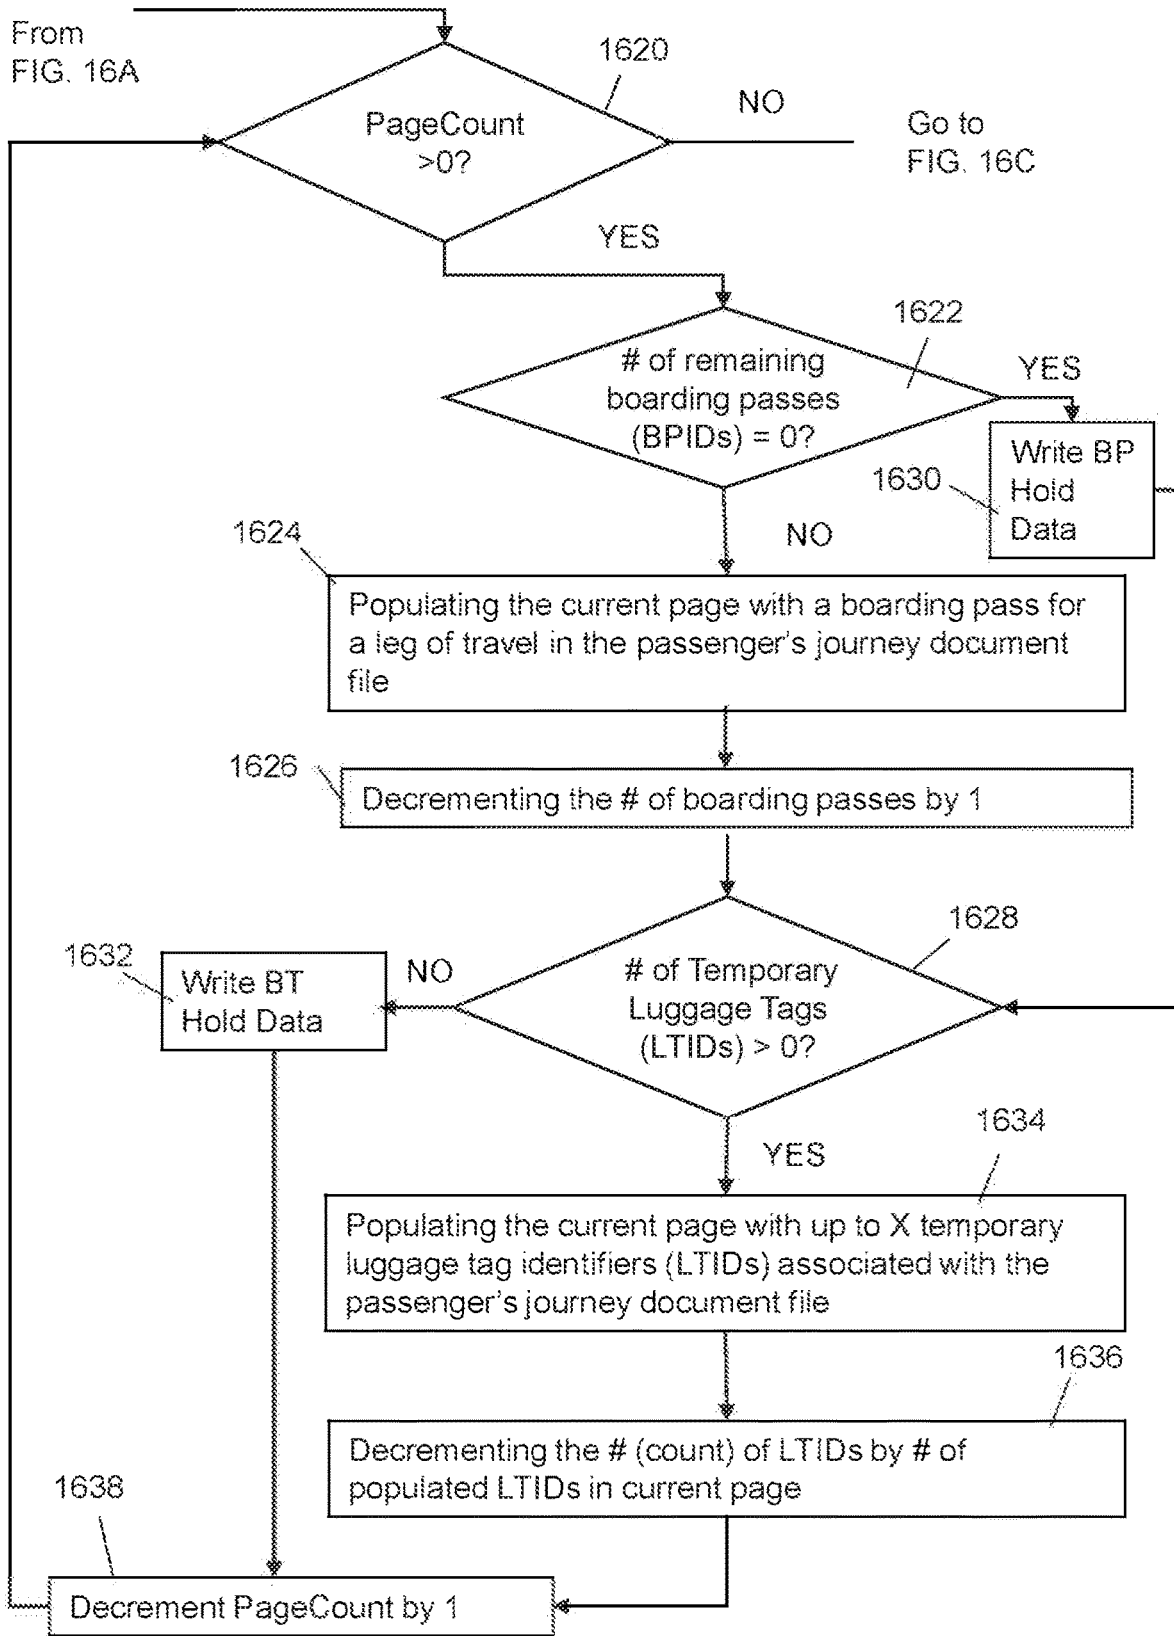 From
FIG. 16A
1620
PageCount
>0?
NO
Go to
FIG. 16C
YES
1622
# of remaining
boarding passes
(BPIDs) = 0?
YES
1630
Write BP
Hold
Data
NO
1624
Populating the current page with a boarding pass for
a leg of travel in the passenger's journey document
file
1626
Decrementing the # of boarding passes by 1
1628
# of Temporary
Luggage Tags
(LTIDs) > 0?
NO
1632
Write BT
Hold Data
YES
1634
Populating the current page with up to X temporary
luggage tag identifiers (LTIDs) associated with the
passenger's journey document file
1636
Decrementing the # (count) of LTIDs by # of
populated LTIDs in current page
1638
Decrement PageCount by 1